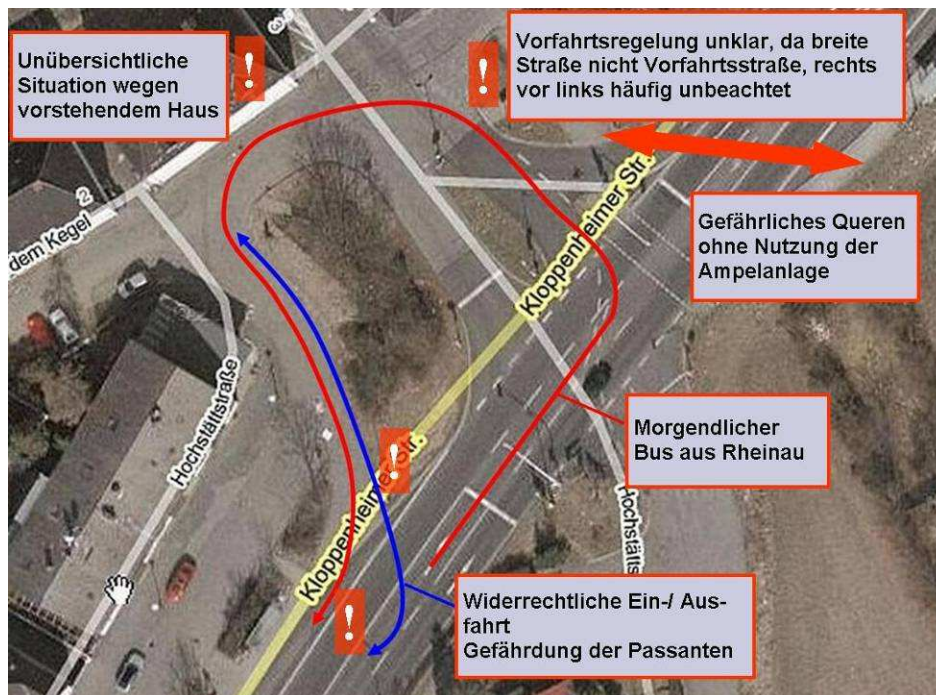 Unübersichtliche
Situation wegen
vorstehendem Haus
!
!
Vorfahrtsregelung unklar, da breite
Straße nicht Vorfahrtsstraße, rechts
vor links häufig unbeachtet
Kloppenheimer Str.
Gefährliches Queren
ohne Nutzung der
Ampelanlage
2
dem Kegel
Hochstättstraße
!
Kloppenheimer Str.
Morgendlicher
Bus aus Rheinau
Hochstätts
!
Widerrechtliche Ein-/ Aus-
fahrt
Gefährdung der Passanten